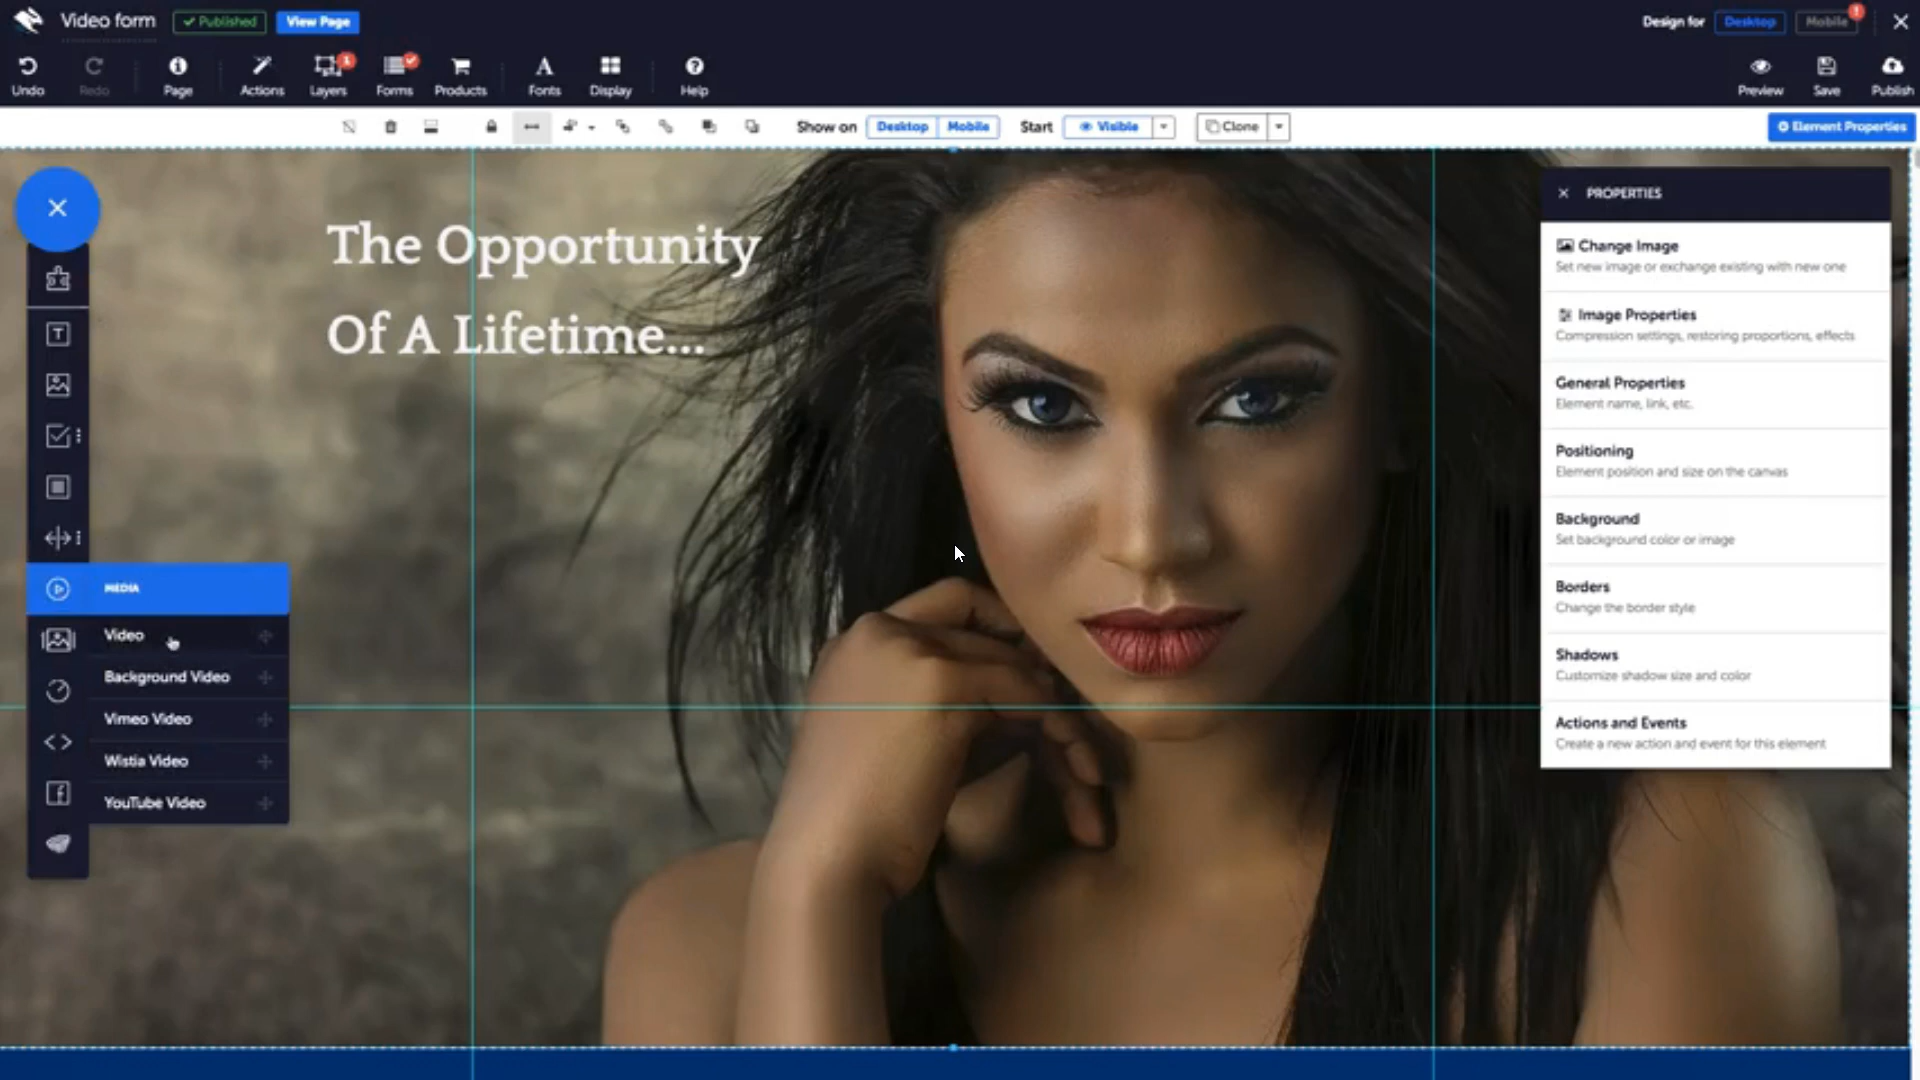 Video form
Published
View Page
Design for
Desktop
Mobile
!
Undo
Redo
Page
Actions
1
Layers
Forms
Products
Fonts
Display
Help
Preview
Save
Publish
Show on
Desktop
Mobile
Start
Visible
Clone
Element Properties
The Opportunity
Of A Lifetime...
MEDIA
Video
Background Video
Vimeo Video
Wistia Video
YouTube Video
PROPERTIES
Change Image
Set new image or exchange existing with new one
Image Properties
Compression settings, restoring proportions, effects
General Properties
Element name, link, etc.
Positioning
Element position and size on the canvas
Background
Set background color or image
Borders
Change the border style
Shadows
Customize shadow size and color
Actions and Events
Create a new action and event for this element